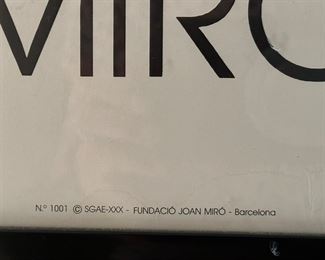 MIRÓ
N.º 1001 © SGAE-XXX - FUNDACIÓ JOAN MIRÓ - Barcelona